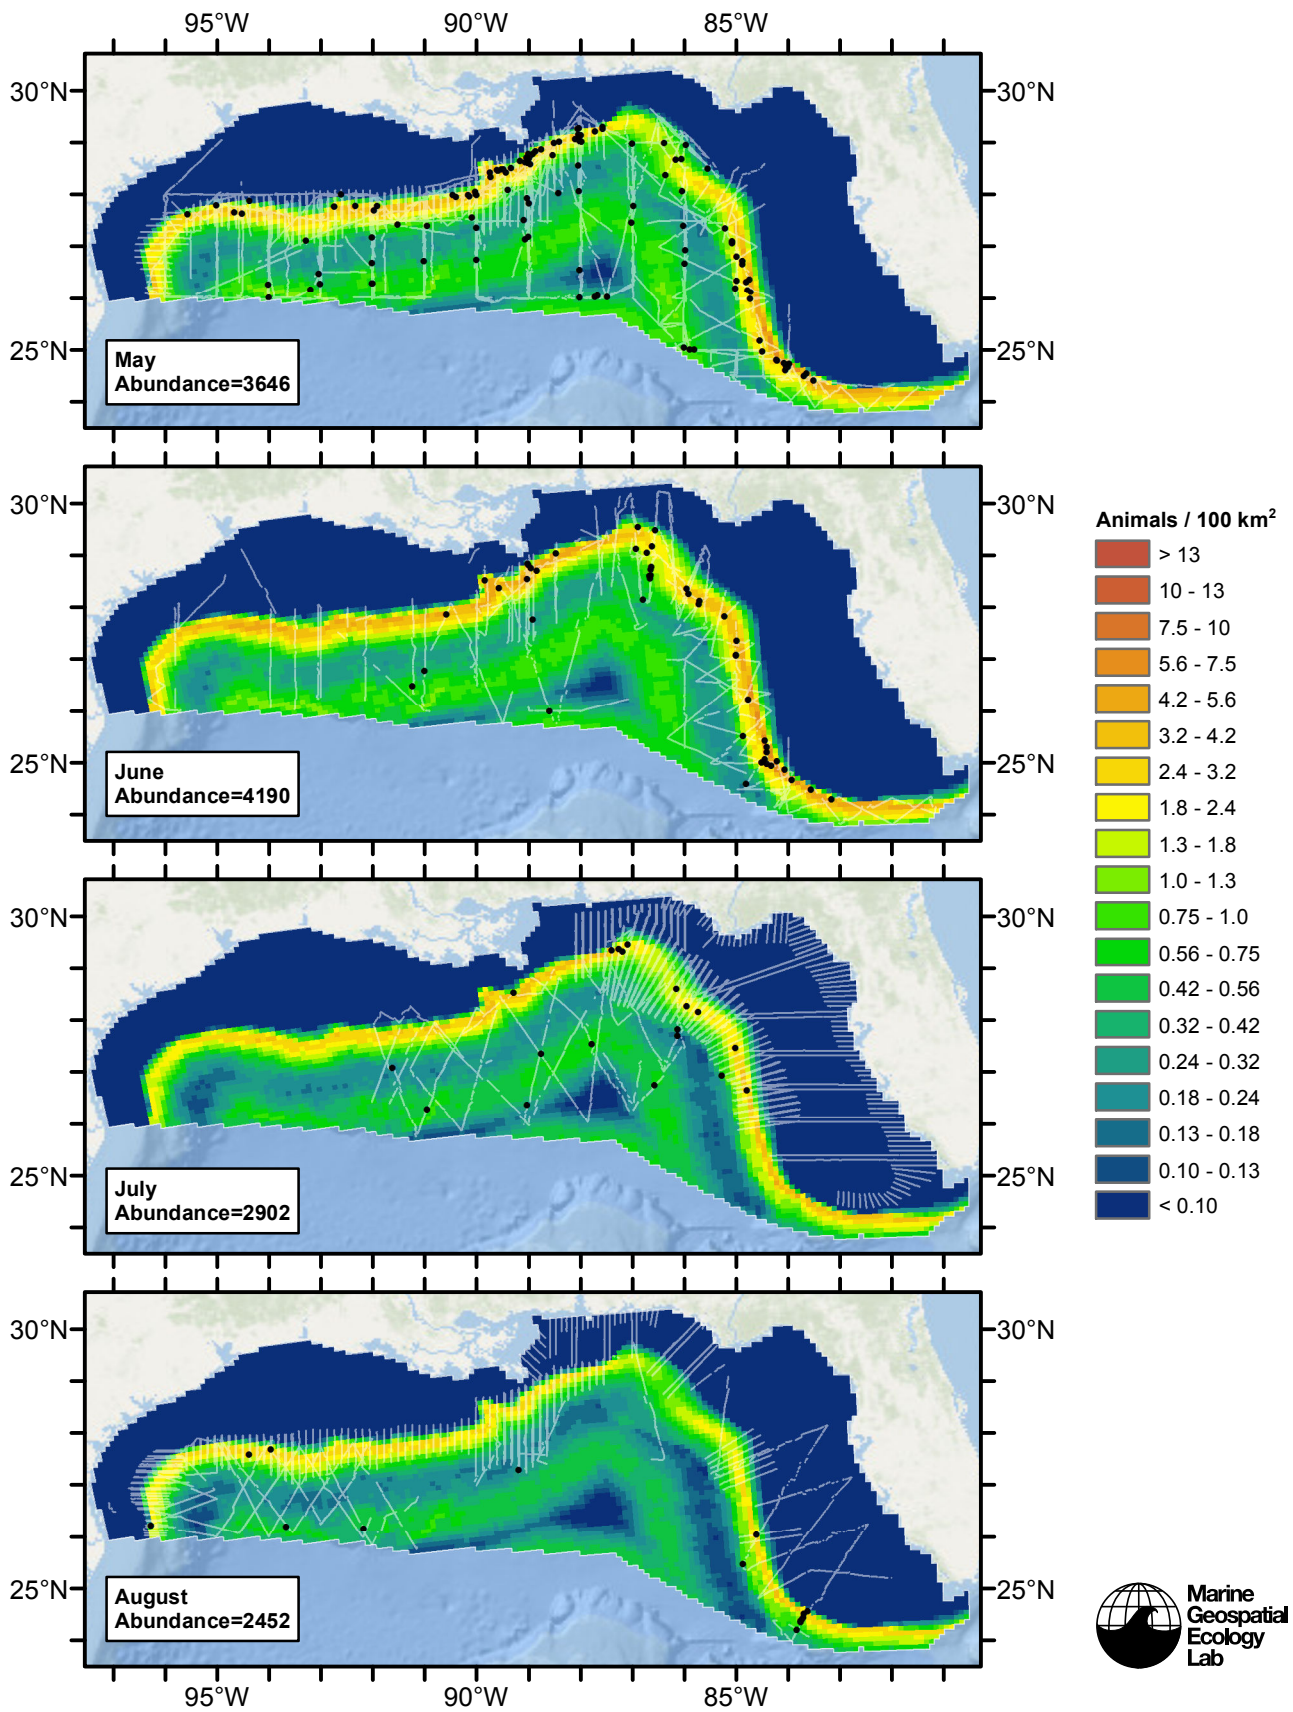 95°W 90°W 85°W
30°N 30°N
25°N 25°N
May
Abundance=3646
30°N 30°N
25°N 25°N
June
Abundance=4190
30°N 30°N
25°N 25°N
July
Abundance=2902
30°N 30°N
25°N 25°N
August
Abundance=2452
95°W 90°W 85°W
Animals / 100 km²
> 13
10 - 13
7.5 - 10
5.6 - 7.5
4.2 - 5.6
3.2 - 4.2
2.4 - 3.2
1.8 - 2.4
1.3 - 1.8
1.0 - 1.3
0.75 - 1.0
0.56 - 0.75
0.42 - 0.56
0.32 - 0.42
0.24 - 0.32
0.18 - 0.24
0.13 - 0.18
0.10 - 0.13
< 0.10
Marine
Geospatial
Ecology
Lab